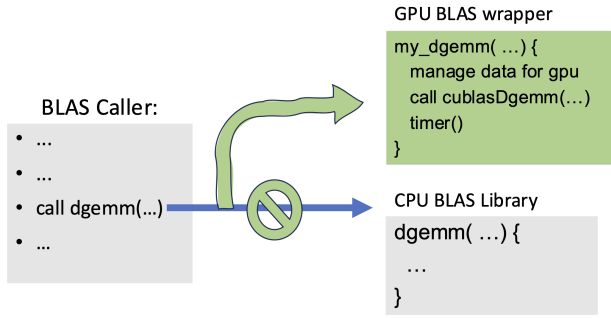 GPU BLAS wrapper
my_dgemm( …) {
manage data for gpu
call cublasDgemm(…)
timer()
}
BLAS Caller:
• ...
• ...
• call dgemm(…)
• …
CPU BLAS Library
dgemm( …) {
…
}